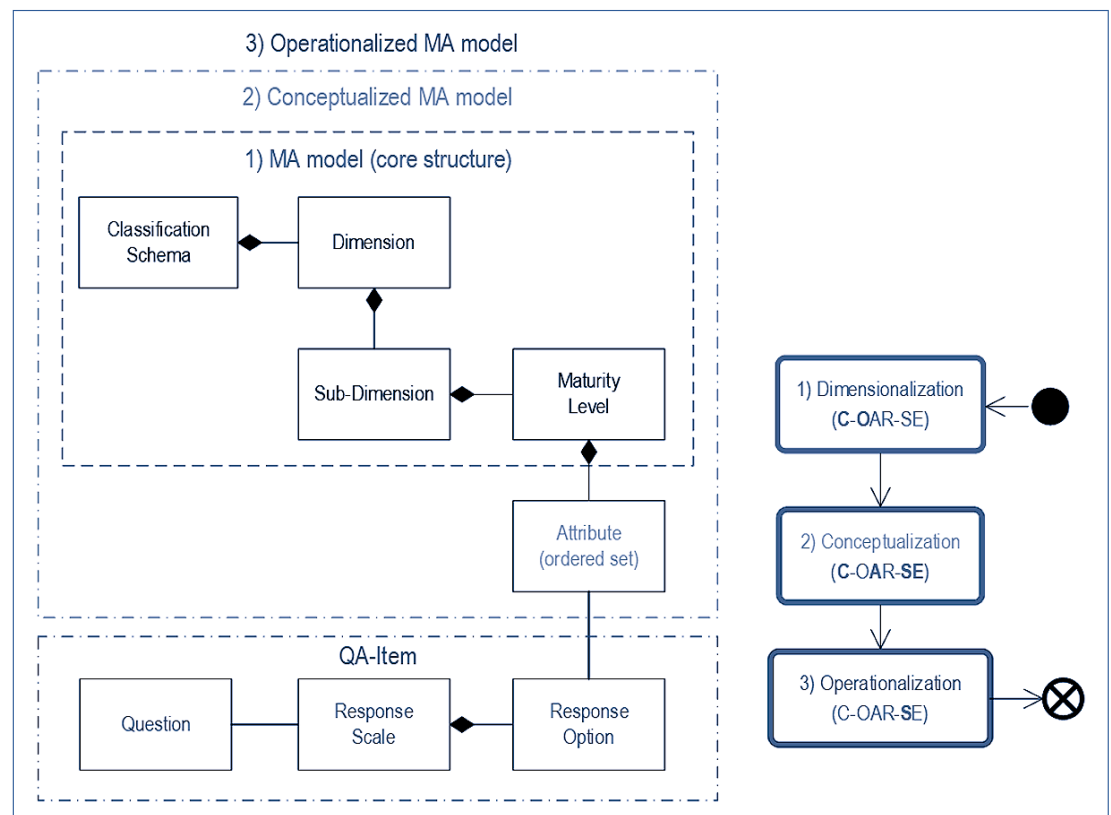 3) Operationalized MA model
2) Conceptualized MA model
1) MA model (core structure)
Classification
Schema
Dimension
Sub-Dimension
Maturity
Level
Attribute
(ordered set)
QA-Item
Question
Response
Scale
Response
Option
1) Dimensionalization
(C-OAR-SE)
2) Conceptualization
(C-OAR-SE)
3) Operationalization
(C-OAR-SE)